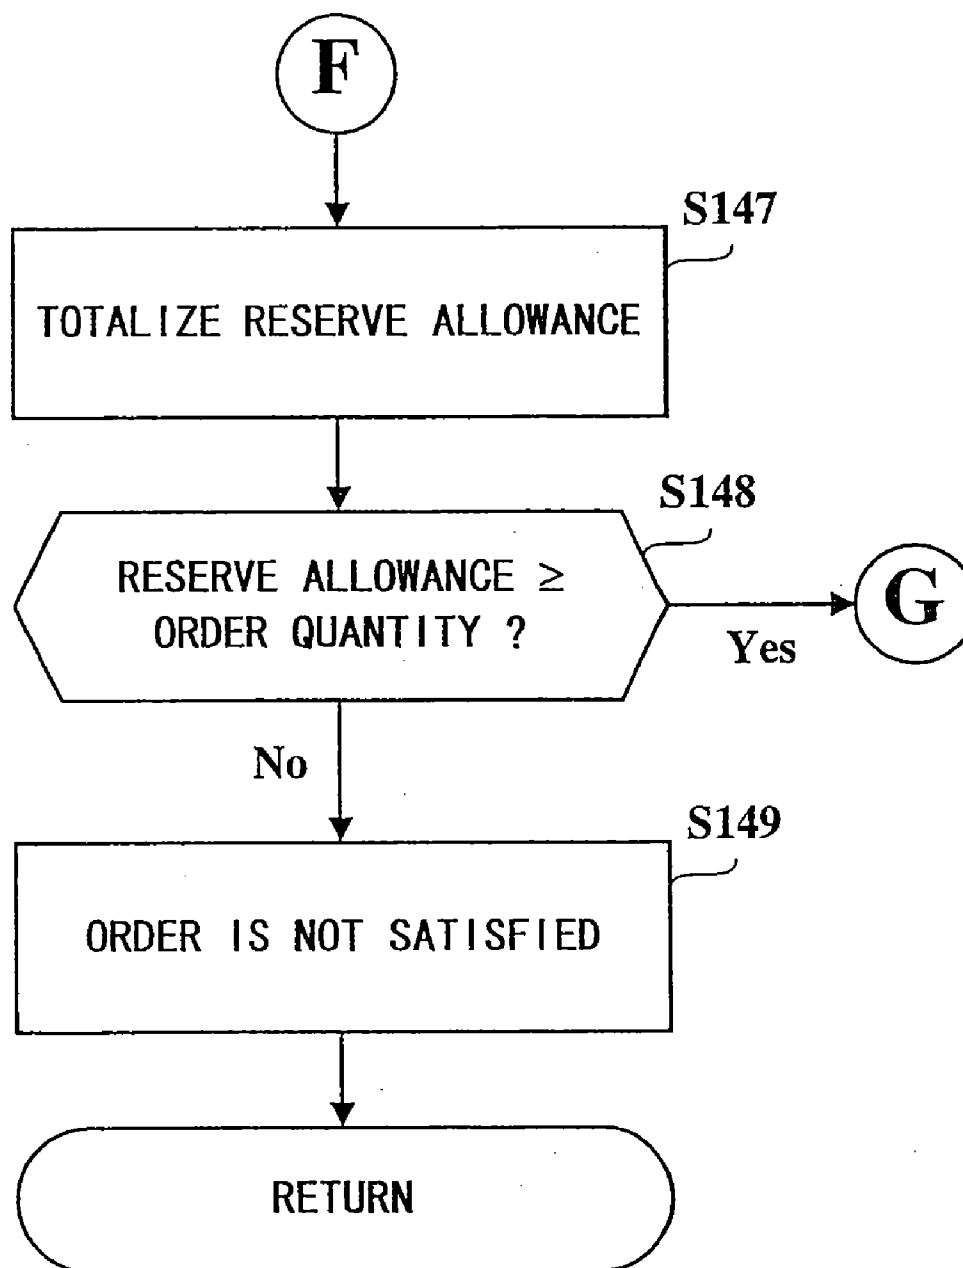 F
S147
TOTALIZE RESERVE ALLOWANCE
S148
RESERVE ALLOWANCE ≥
ORDER QUANTITY ?
G
Yes
No
S149
ORDER IS NOT SATISFIED
RETURN